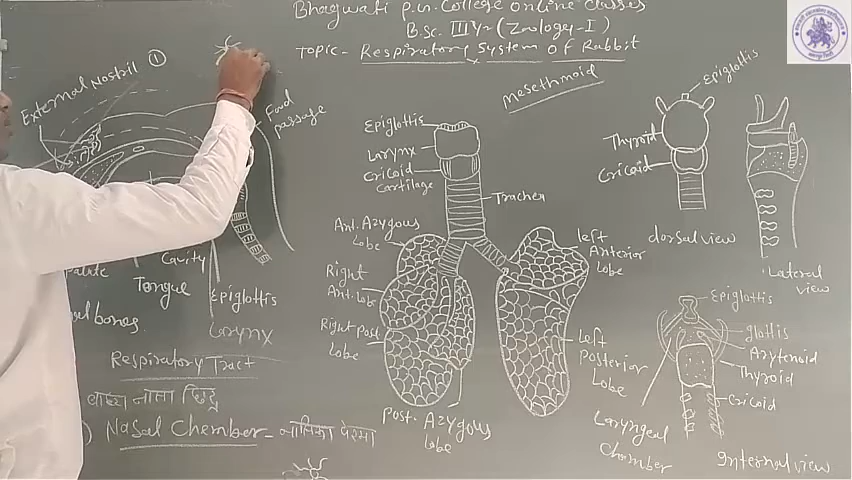 Bhagwati P.G. College online classes
B.Sc. III Yr (Zoology-I)
Topic- Respiratory System of Rabbit
External Nostril ①
Food
passage
mesethmoid
Cavity
Tongue
Epiglottis
Larynx
bones
Respiratory Tract
Nasal Chamber -
Epiglottis
Larynx
Cricoid
Cartilage
Trachea
Ant. Azygous
Lobe
Right
Ant. Lobe
Right Post.
Lobe
Post. Azygous
Lobe
left
Anterior
lobe
left
Posterior
Lobe
Epiglottis
Thyroid
Cricoid
dorsal view
Lateral
view
Epiglottis
glottis
Arytenoid
Thyroid
Cricoid
Laryngeal
Chamber
Internal view